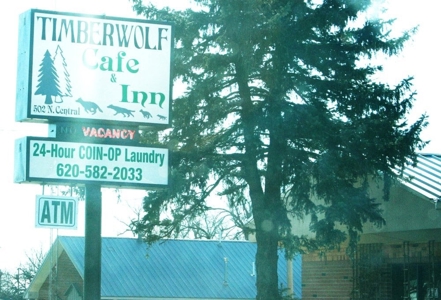 TIMBERWOLF
Cafe
&
Inn
502 N. Central
VACANCY
24-Hour COIN-OP Laundry
620-582-2033
ATM